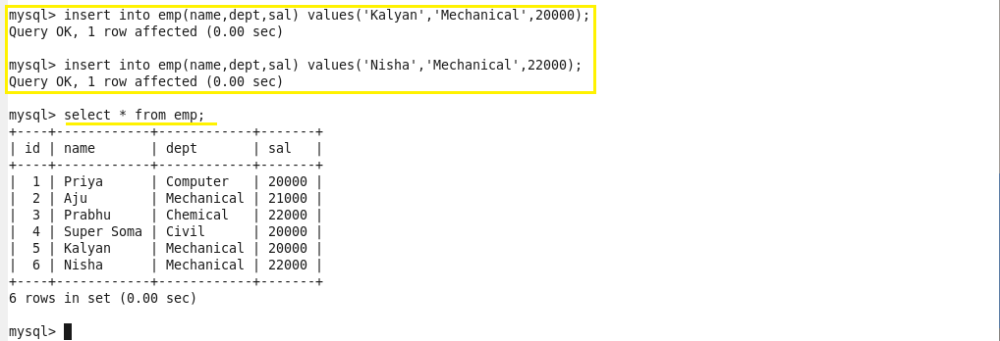 mysql> insert into emp(name,dept,sal) values('Kalyan','Mechanical',20000);
Query OK, 1 row affected (0.00 sec)
mysql> insert into emp(name,dept,sal) values('Nisha','Mechanical',22000);
Query OK, 1 row affected (0.00 sec)
mysql> select * from emp;
+----+------------+------------+-------+
| id | name       | dept       | sal   |
+----+------------+------------+-------+
|  1 | Priya      | Computer   | 20000 |
|  2 | Aju        | Mechanical | 21000 |
|  3 | Prabhu     | Chemical   | 22000 |
|  4 | Super Soma | Civil      | 20000 |
|  5 | Kalyan     | Mechanical | 20000 |
|  6 | Nisha      | Mechanical | 22000 |
+----+------------+------------+-------+
6 rows in set (0.00 sec)
mysql>